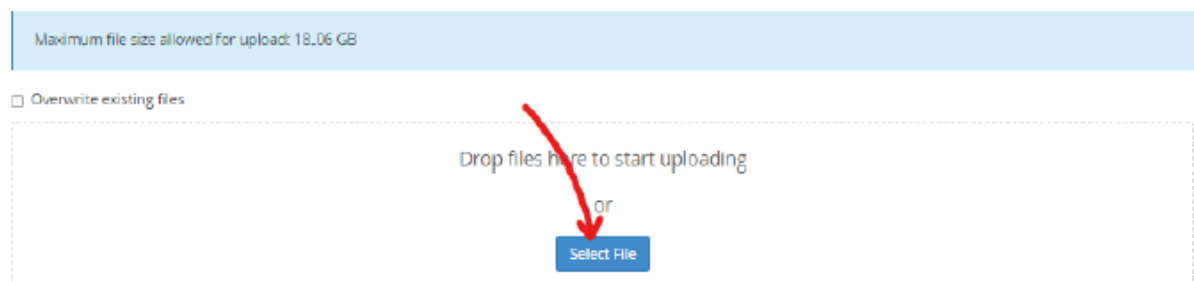 Maximum file size allowed for upload: 18.06 GB
Overwrite existing files
Drop files here to start uploading
or
Select File